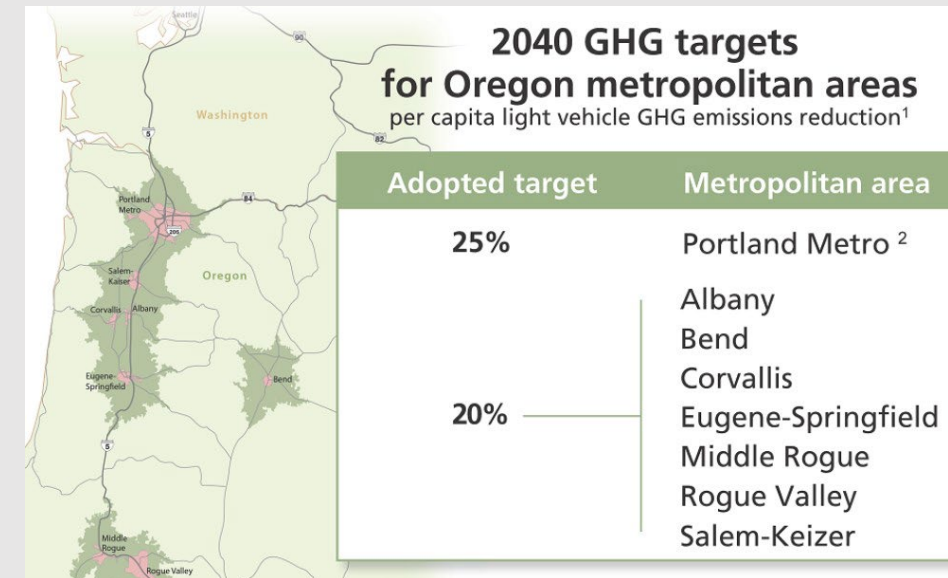 2040 GHG targets
for Oregon metropolitan areas
per capita light vehicle GHG emissions reduction¹
Adopted target Metropolitan area
25% Portland Metro ²
Albany
Bend
Corvallis
20% Eugene-Springfield
Middle Rogue
Rogue Valley
Salem-Keizer
Seattle
90
Washington
5
82
Portland
Metro
84
205
Salem-
Kaiser
Oregon
Corvallis Albany
Eugene-
Springfield
Bend
5
Middle
Rogue
Rogue Valley